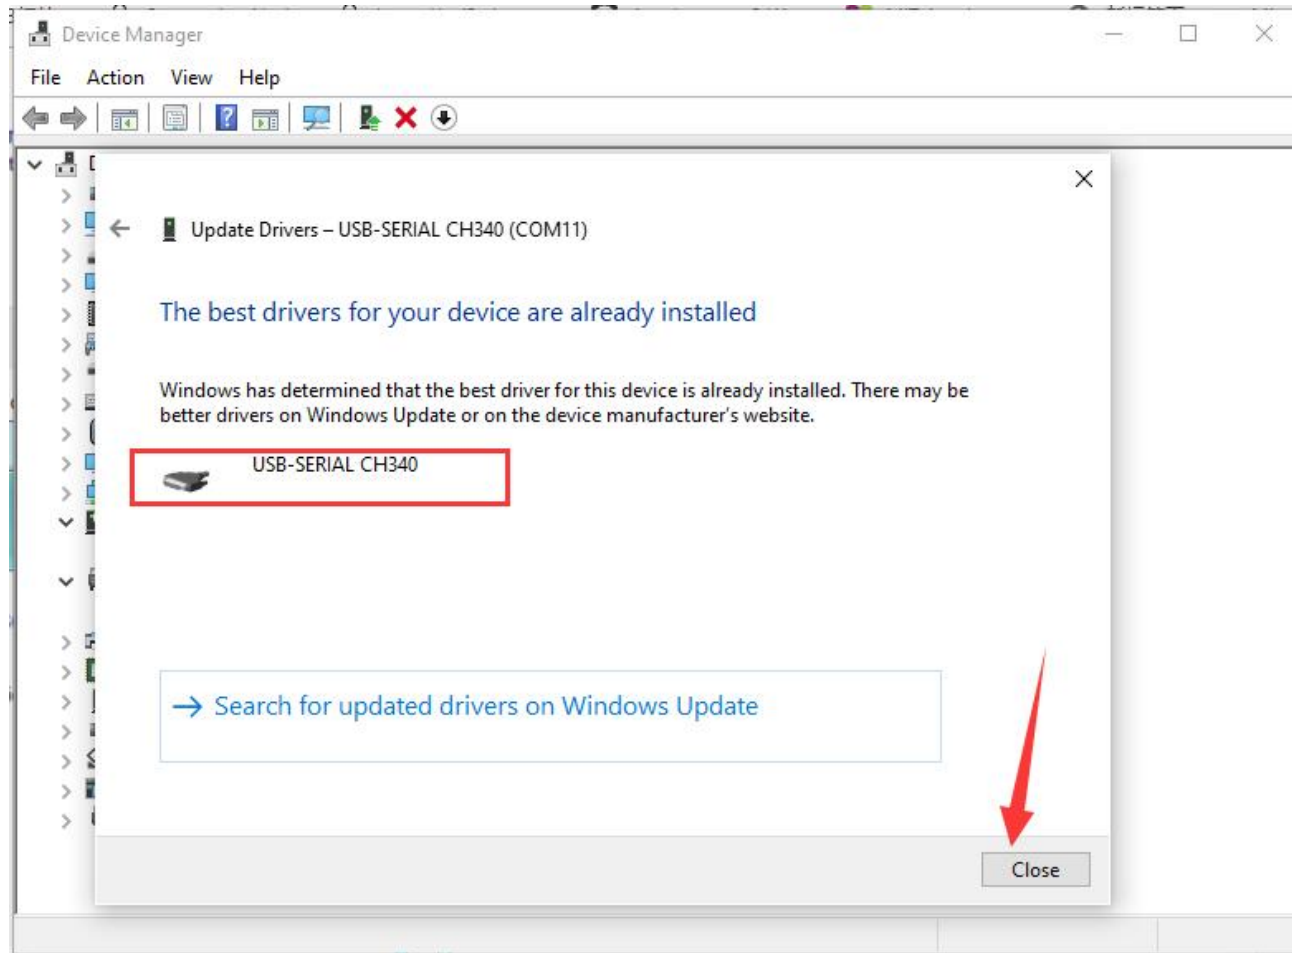 Device Manager
File Action View Help
Update Drivers – USB-SERIAL CH340 (COM11)
The best drivers for your device are already installed
Windows has determined that the best driver for this device is already installed. There may be
better drivers on Windows Update or on the device manufacturer's website.
USB-SERIAL CH340
Search for updated drivers on Windows Update
Close